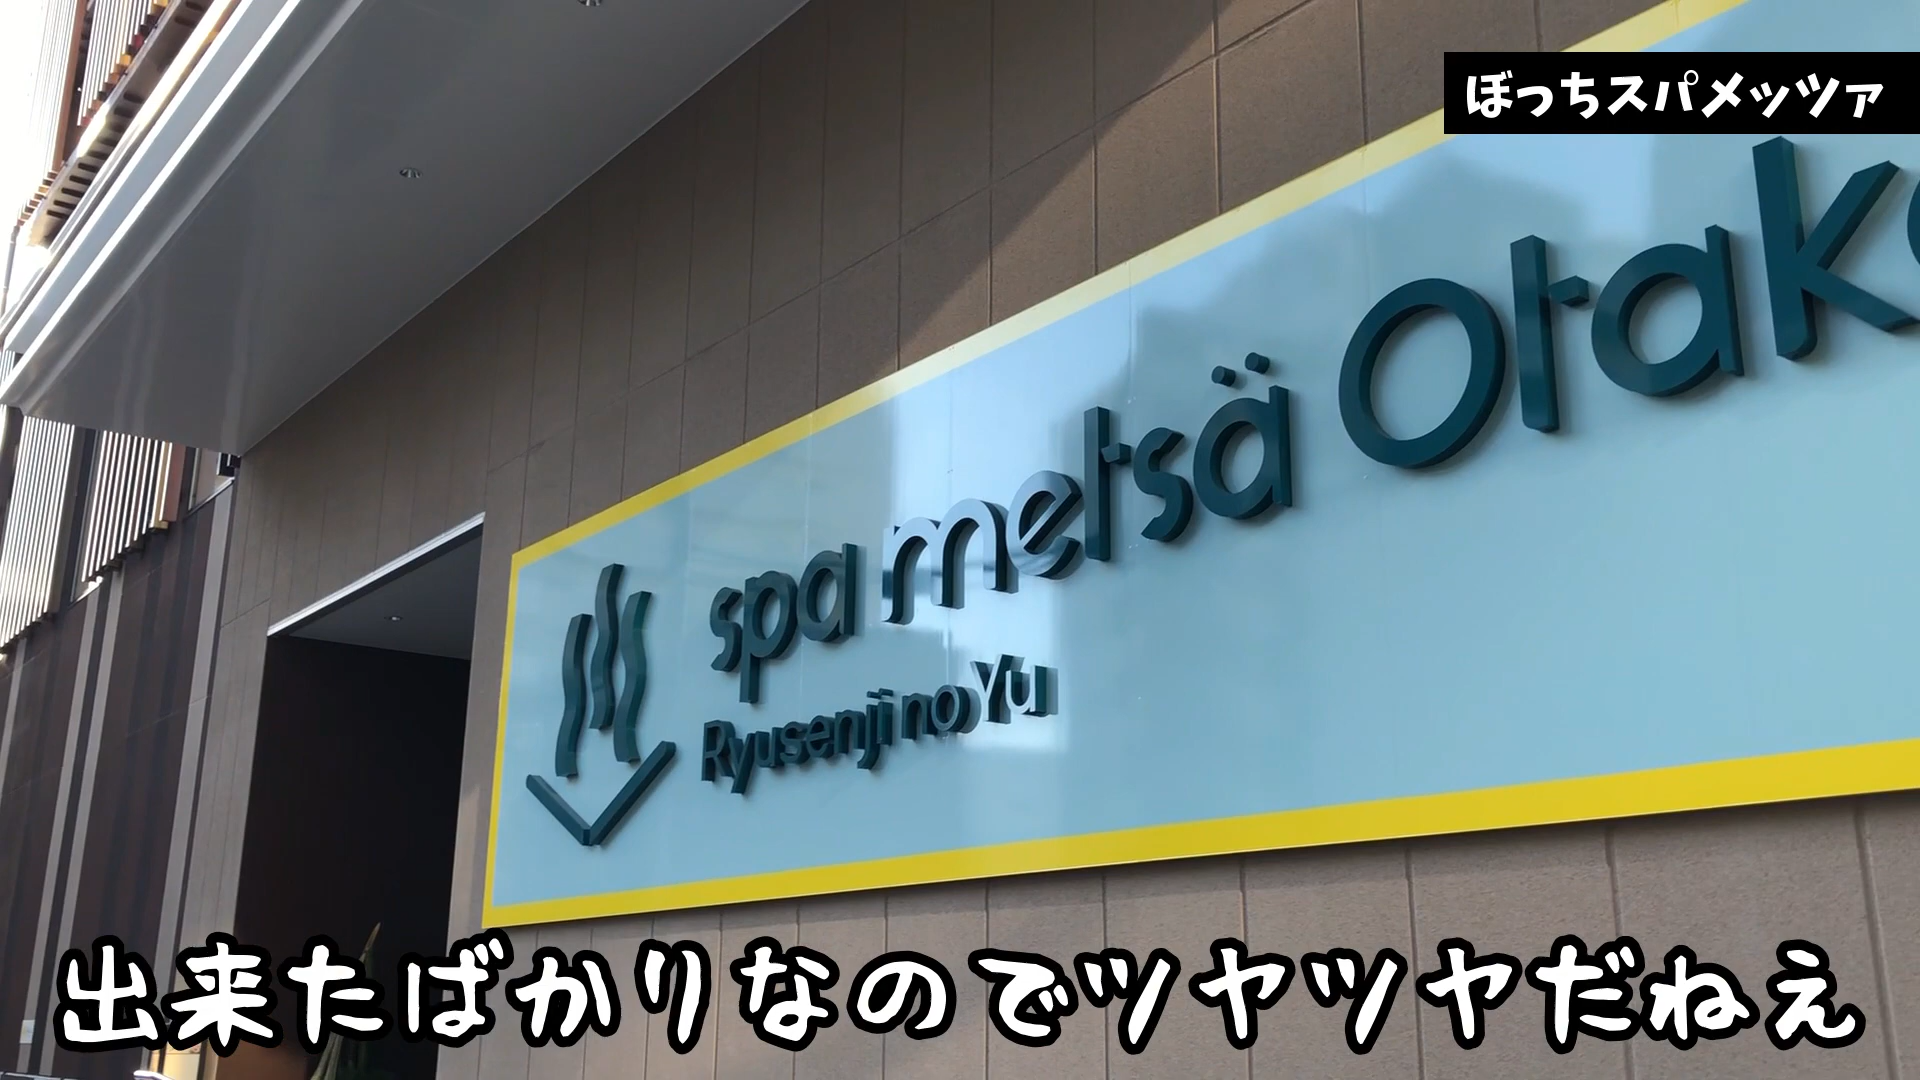 ぼっちスパメッツァ
spa metsä Otak
Ryusenji no Yu
出来たばかりなのでツヤツヤだねえ